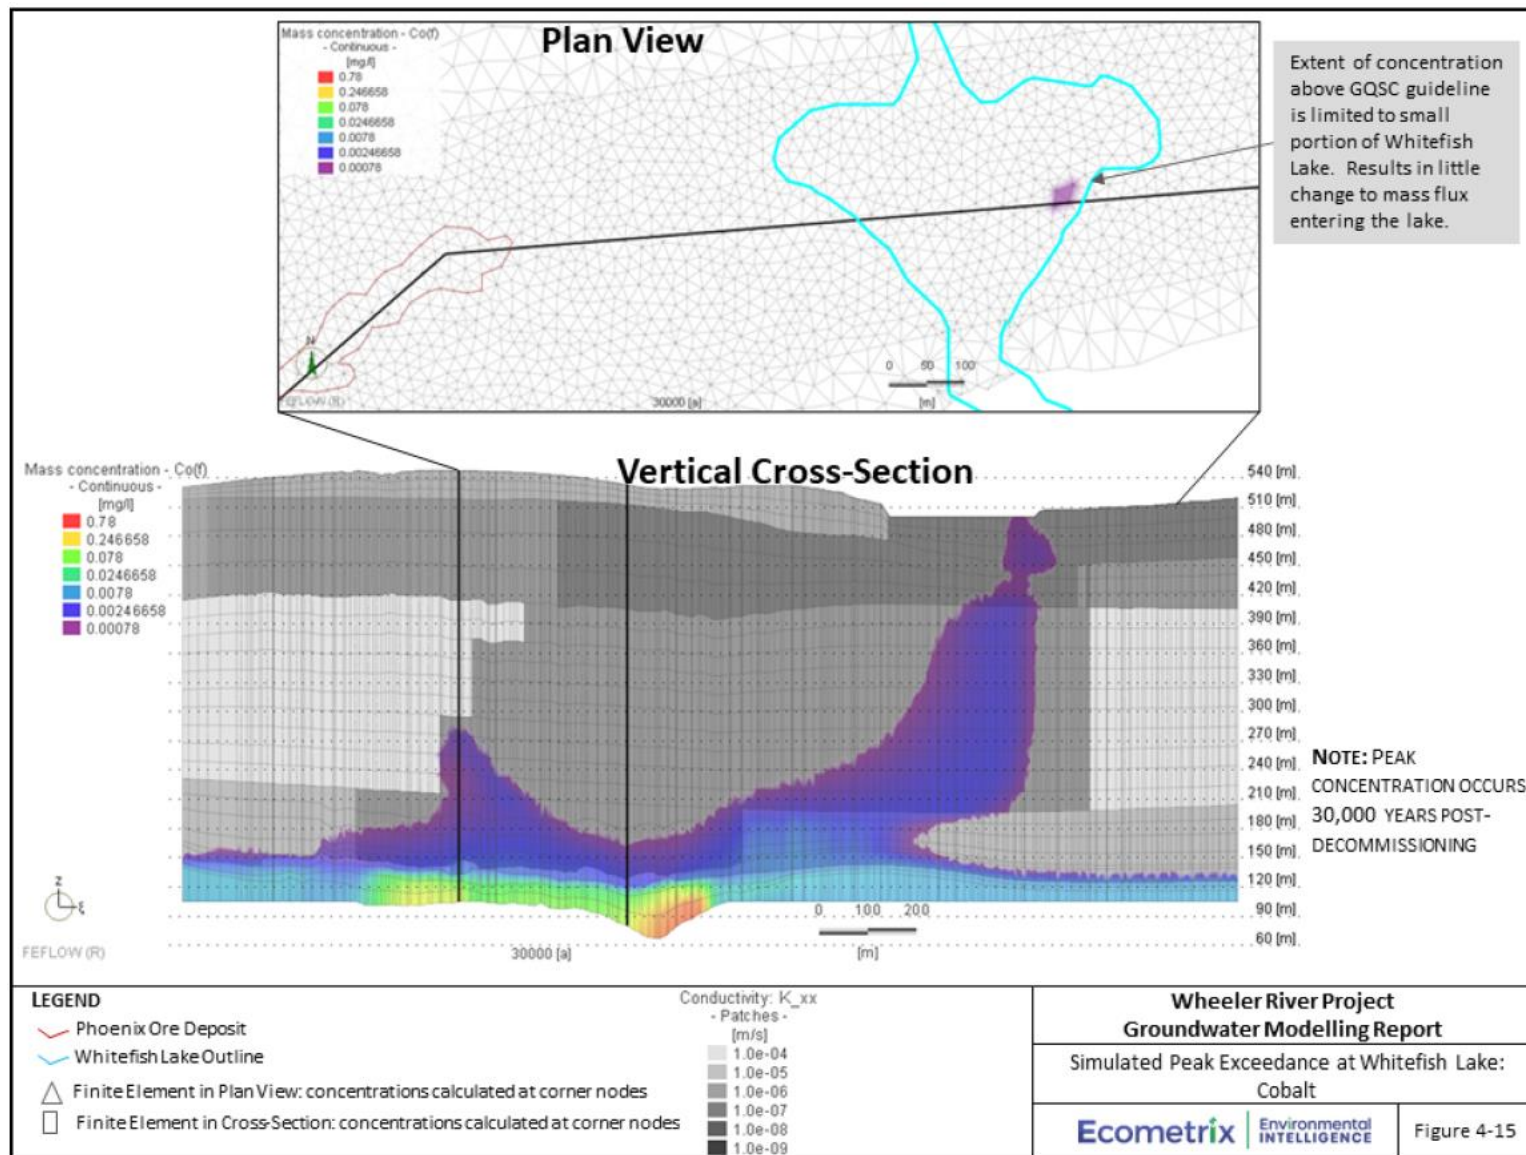 Plan View
Mass concentration - Co(f)
- Continuous -
[mg/l]
0.78
0.246658
0.078
0.0246658
0.0078
0.00246658
0.00078
Extent of concentration
above GQSC guideline
is limited to small
portion of Whitefish
Lake. Results in little
change to mass flux
entering the lake.
N
0 50 100
FEFLOW (R)
30000 [a]
[m]
Vertical Cross-Section
Mass concentration - Co(f)
- Continuous -
[mg/l]
0.78
0.246658
0.078
0.0246658
0.0078
0.00246658
0.00078
540 [m]
510 [m]
480 [m]
450 [m]
420 [m]
390 [m]
360 [m]
330 [m]
300 [m]
270 [m]
240 [m]
210 [m]
180 [m]
150 [m]
120 [m]
90 [m]
60 [m]
NOTE: PEAK
CONCENTRATION OCCURS
30,000 YEARS POST-
DECOMMISSIONING
z
ξ
0 100 200
FEFLOW (R)
30000 [a]
[m]
LEGEND
Phoenix Ore Deposit
Whitefish Lake Outline
Finite Element in Plan View: concentrations calculated at corner nodes
Finite Element in Cross-Section: concentrations calculated at corner nodes
Conductivity: K_xx
- Patches -
[m/s]
1.0e-04
1.0e-05
1.0e-06
1.0e-07
1.0e-08
1.0e-09
Wheeler River Project
Groundwater Modelling Report
Simulated Peak Exceedance at Whitefish Lake:
Cobalt
Ecometrix
Environmental
INTELLIGENCE
Figure 4-15